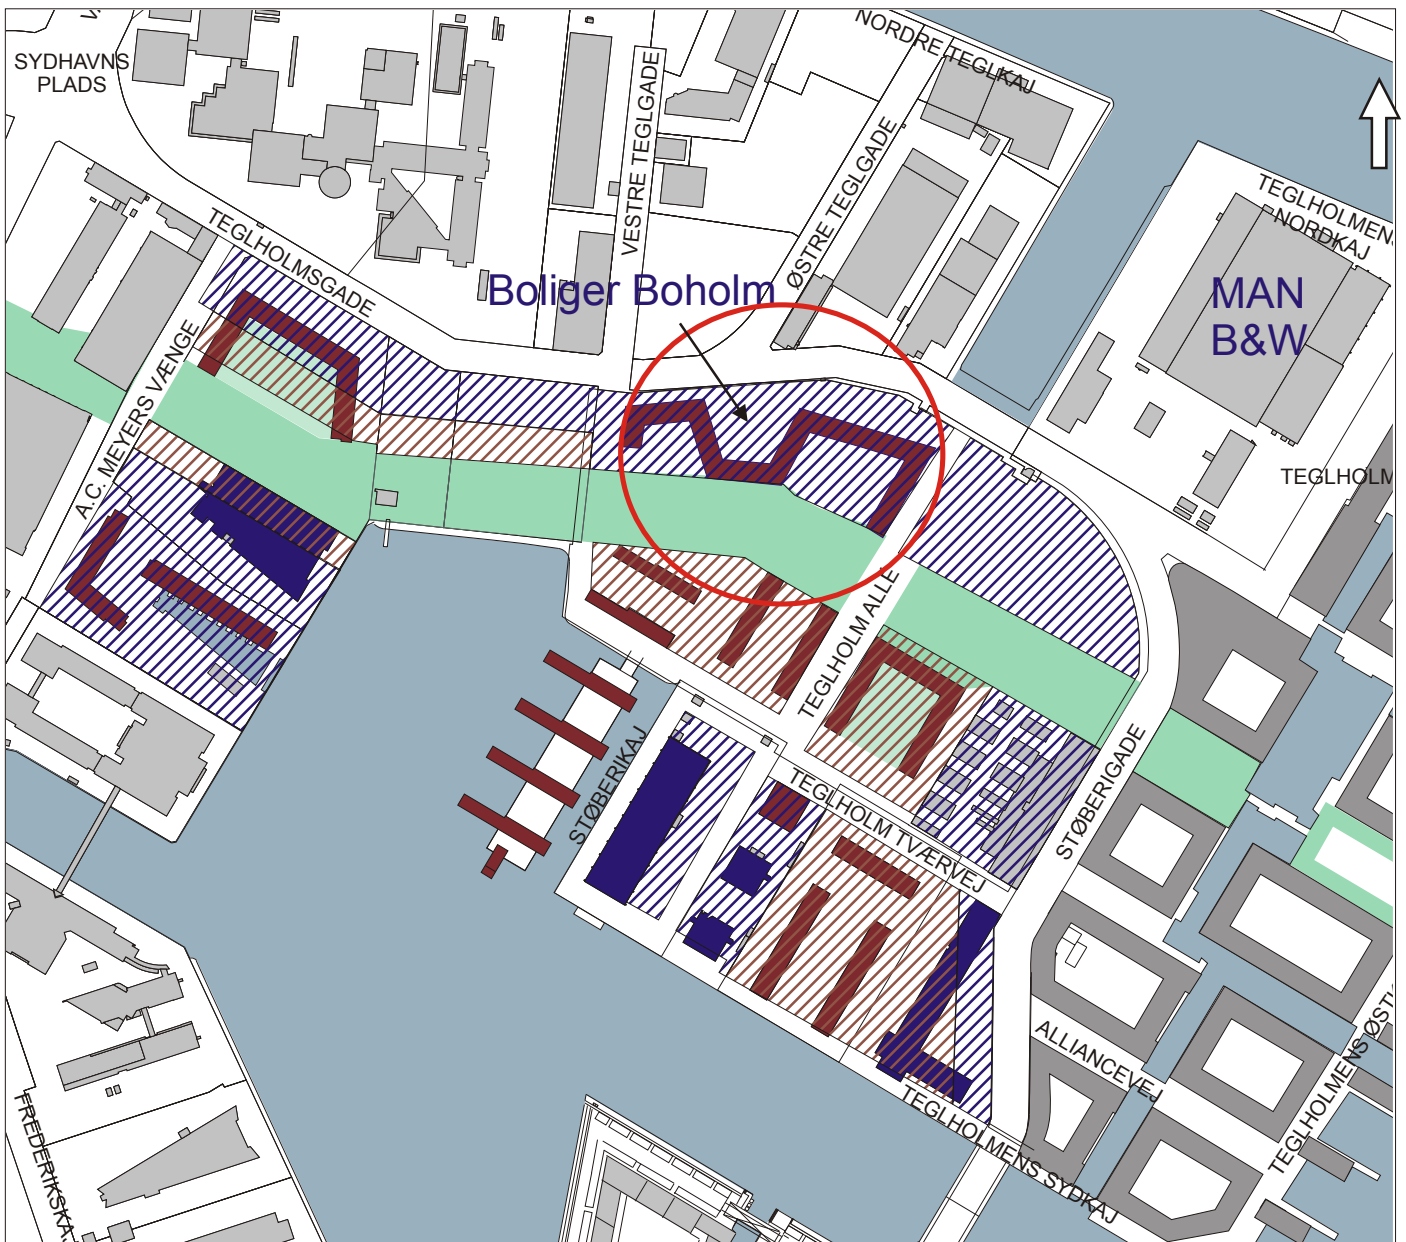 SYDHAVNS
PLADS
NORDRE TEGLKAJ
VESTRE TEGLGADE
ØSTRE TEGLGADE
TEGLHOLMSGADE
TEGLHOLMEN
NORDKAJ
Boliger Boholm
MAN
B&W
A.C. MEYERS VÆNGE
TEGLHOLM
TEGLHOLM ALLE
STØBERIKAJ
STØBERIGADE
TEGLHOLM TVÆRVEJ
ALLIANCEVEJ
TEGLHOLMENS ØST
TEGLHOLMENS SYDKAJ
FREDERIKSKA